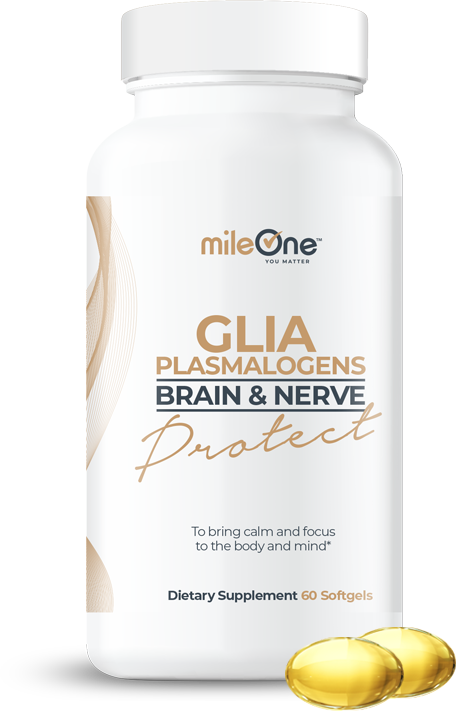 mileOne™
YOU MATTER
GLIA
PLASMALOGENS
BRAIN & NERVE
Protect
To bring calm and focus
to the body and mind*
Dietary Supplement 60 Softgels